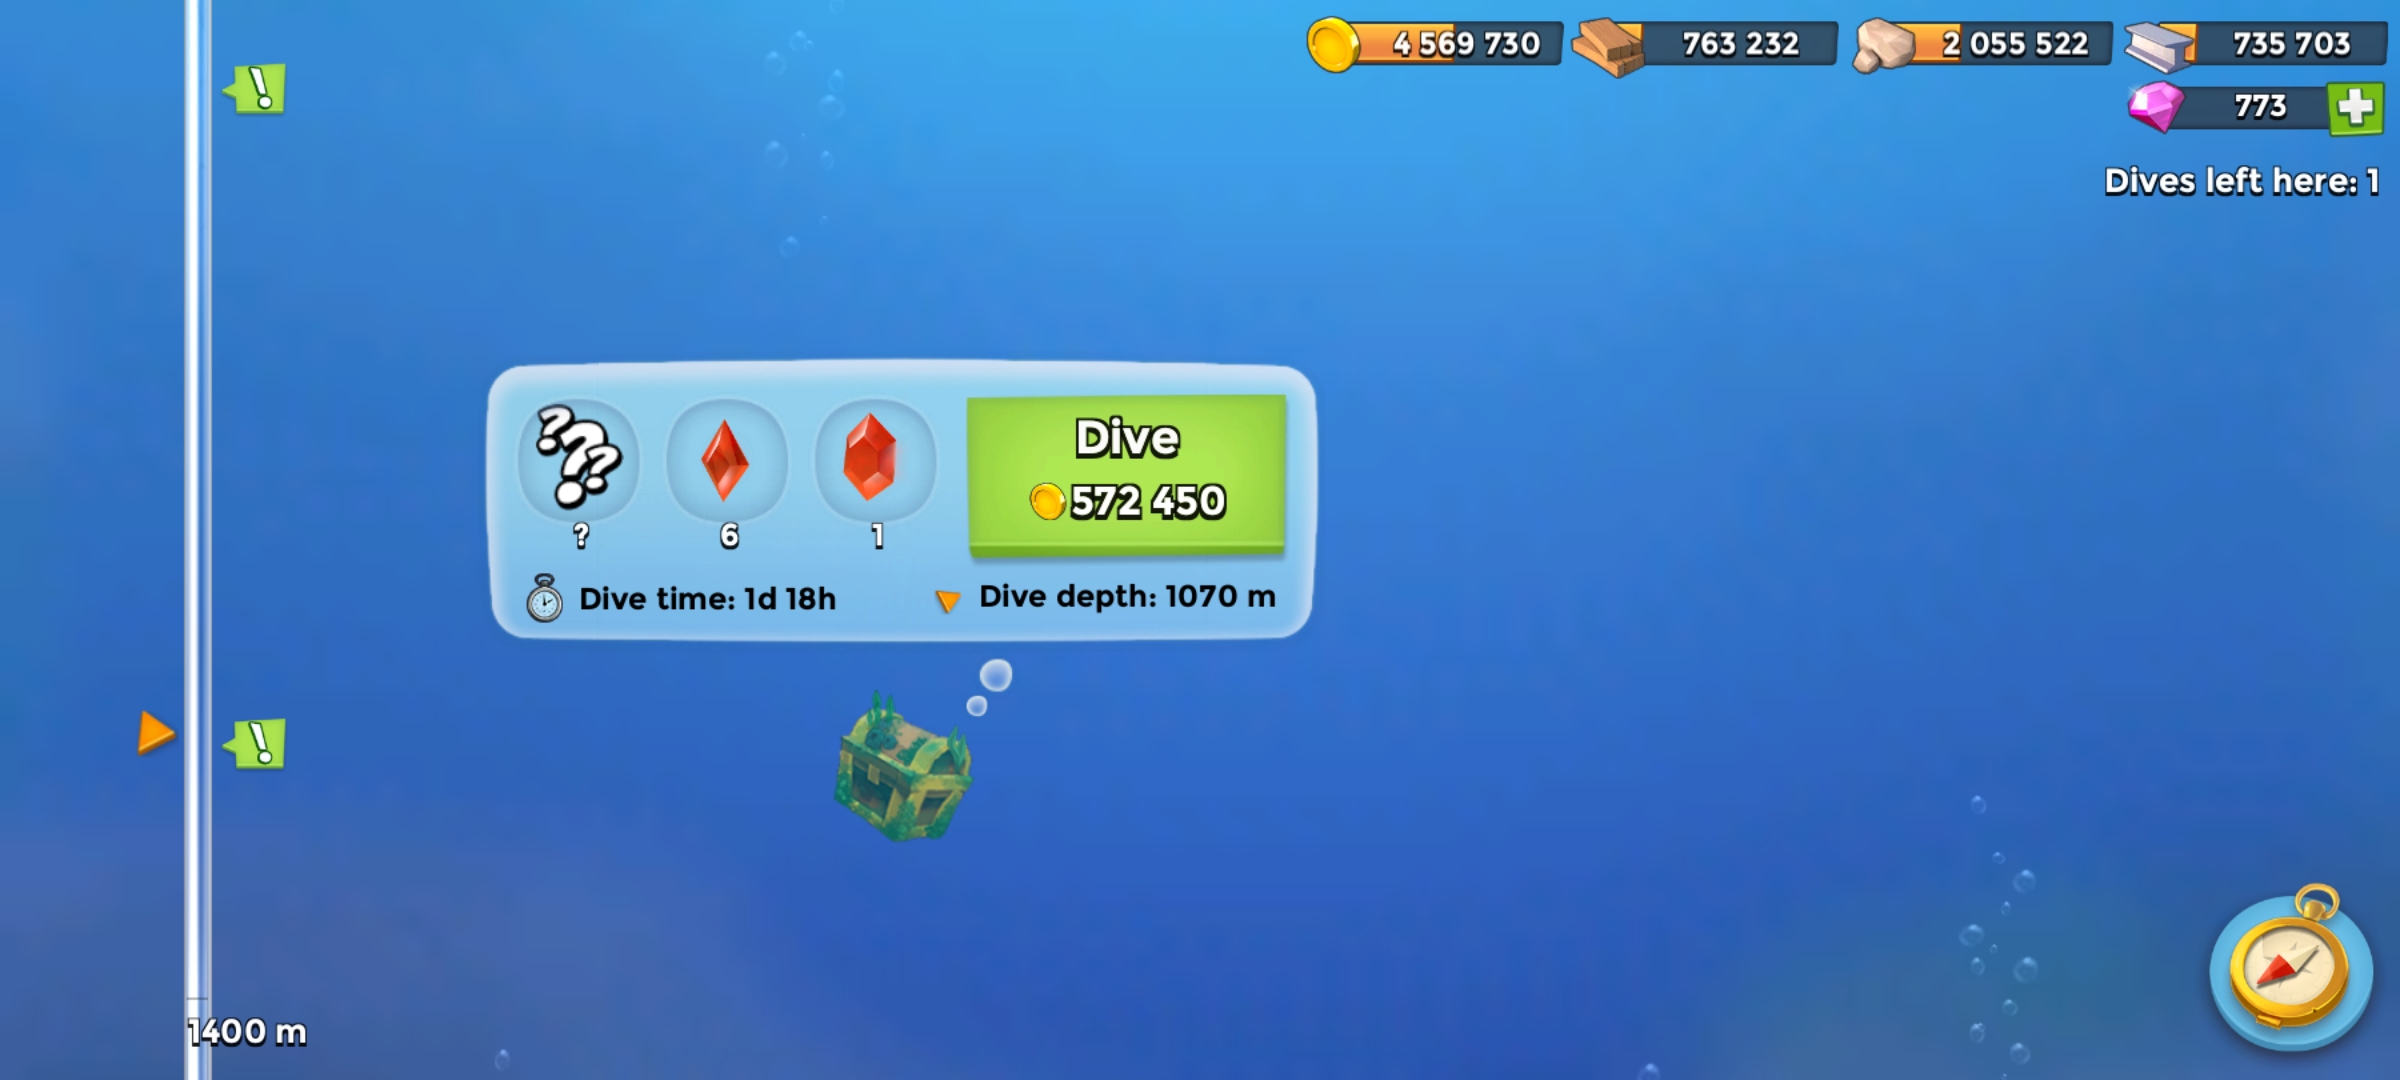 4 569 730
763 232
2 055 522
735 703
773
Dives left here: 1
!
Dive
572 450
????
?
6
1
Dive time: 1d 18h
Dive depth: 1070 m
!
1400 m